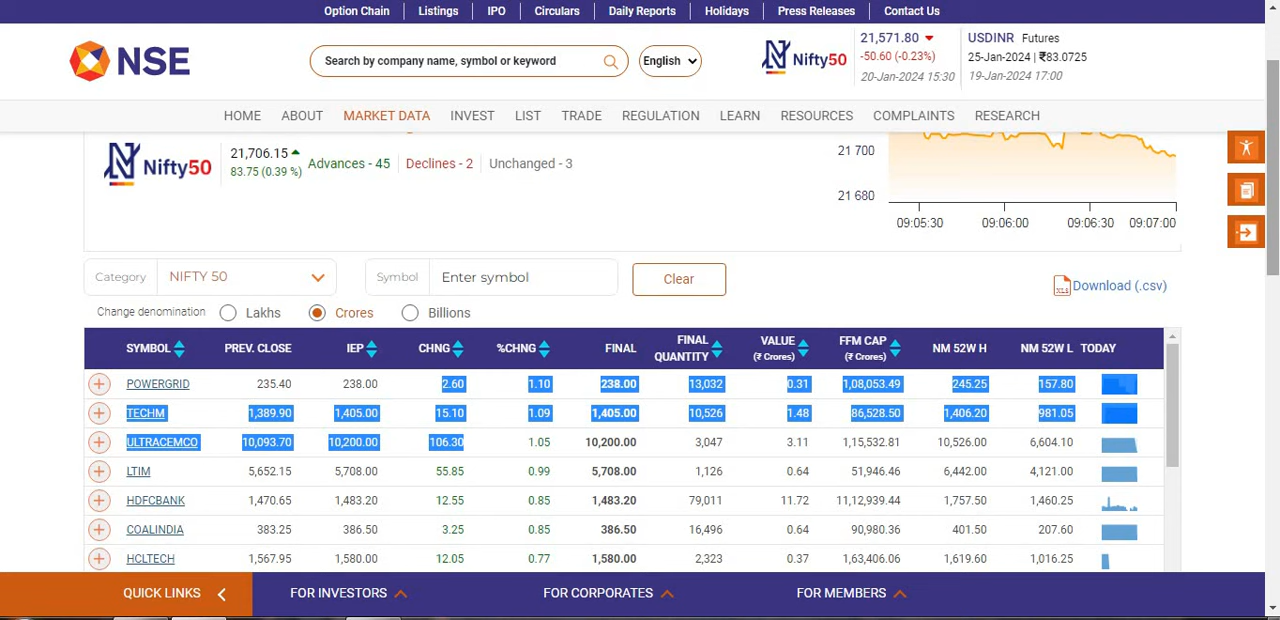 Option Chain Listings IPO Circulars Daily Reports Holidays Press Releases Contact Us
NSE
Search by company name, symbol or keyword
English
Nifty50
21,571.80
-50.60 (-0.23%)
20-Jan-2024 15:30
USDINR Futures
25-Jan-2024 | ₹83.0725
19-Jan-2024 17:00
HOME ABOUT MARKET DATA INVEST LIST TRADE REGULATION LEARN RESOURCES COMPLAINTS RESEARCH
Nifty50
21,706.15
83.75 (0.39 %)
Advances - 45 Declines - 2 Unchanged - 3
21 700
21 680
09:05:30 09:06:00 09:06:30 09:07:00
Category NIFTY 50 Symbol Enter symbol Clear
XLS Download (.csv)
Change denomination Lakhs Crores Billions
SYMBOL PREV. CLOSE IEP CHNG %CHNG FINAL FINAL QUANTITY VALUE (₹ Crores) FFM CAP (₹ Crores) NM 52W H NM 52W L TODAY
POWERGRID 235.40 238.00 2.60 1.10 238.00 13,032 0.31 1,08,053.49 245.25 157.80
TECHM 1,389.90 1,405.00 15.10 1.09 1,405.00 10,526 1.48 86,528.50 1,406.20 981.05
ULTRACEMCO 10,093.70 10,200.00 106.30 1.05 10,200.00 3,047 3.11 1,15,532.81 10,526.00 6,604.10
LTIM 5,652.15 5,708.00 55.85 0.99 5,708.00 1,126 0.64 51,946.46 6,442.00 4,121.00
HDFCBANK 1,470.65 1,483.20 12.55 0.85 1,483.20 79,011 11.72 11,12,939.44 1,757.50 1,460.25
COALINDIA 383.25 386.50 3.25 0.85 386.50 16,496 0.64 90,980.36 401.50 207.60
HCLTECH 1,567.95 1,580.00 12.05 0.77 1,580.00 2,323 0.37 1,63,406.06 1,619.60 1,016.25
QUICK LINKS FOR INVESTORS FOR CORPORATES FOR MEMBERS